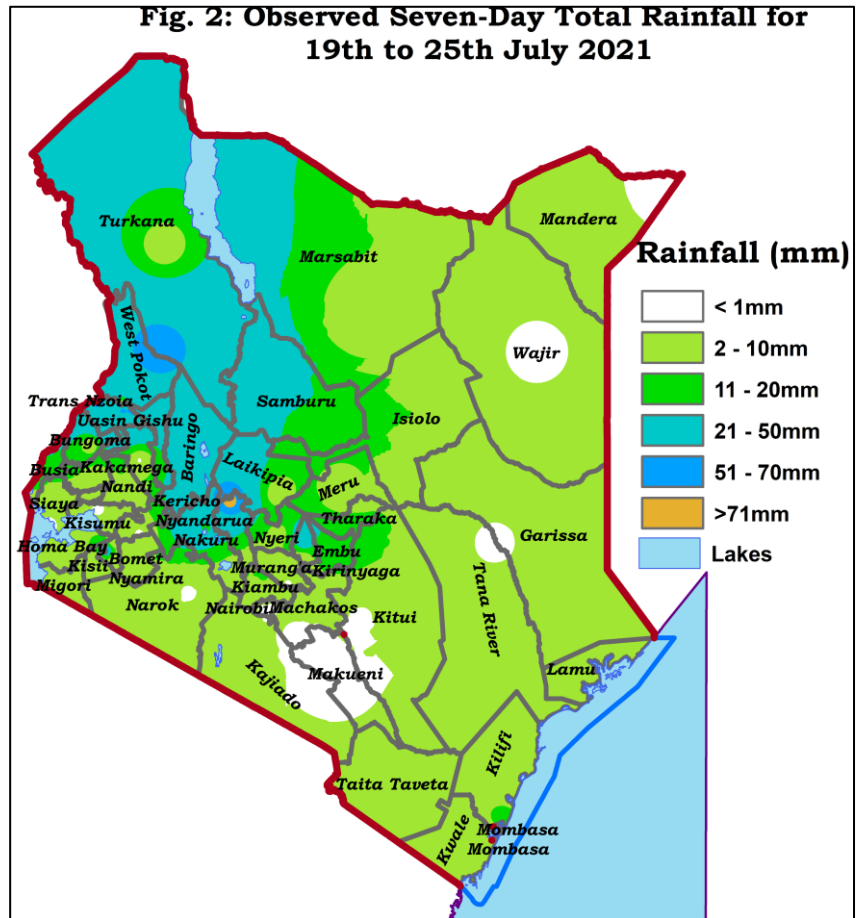 Fig. 2: Observed Seven-Day Total Rainfall for
19th to 25th July 2021
Turkana
Marsabit
Mandera
Rainfall (mm)
< 1mm
2 - 10mm
11 - 20mm
21 - 50mm
51 - 70mm
>71mm
Lakes
West Pokot
Wajir
Trans Nzoia
Uasin Gishu
Bungoma
Baringo
Samburu
Isiolo
Busia
Kakamega
Nandi
Laikipia
Meru
Siaya
Kericho
Tharaka
Kisumu
Nyandarua
Nakuru
Nyeri
Garissa
Homa Bay
Bomet
Embu
Kisii
Nyamira
Murang'a
Kirinyaga
Migori
Kiambu
Narok
Nairobi
Machakos
Kitui
Tana River
Kajiado
Makueni
Lamu
Taita Taveta
Kilifi
Kwale
Mombasa
Mombasa